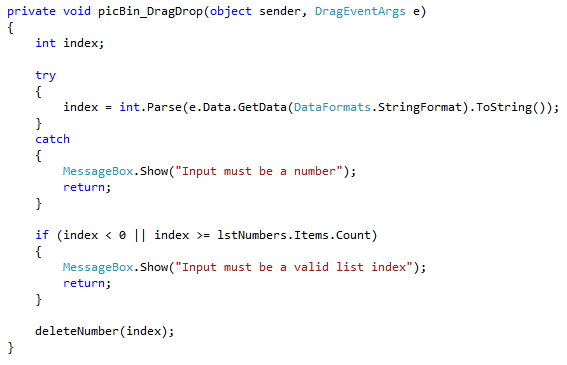 private void picBin_DragDrop(object sender, DragEventArgs e)
{
    int index;

    try
    {
        index = int.Parse(e.Data.GetData(DataFormats.StringFormat).ToString());
    }
    catch
    {
        MessageBox.Show("Input must be a number");
        return;
    }

    if (index < 0 || index >= lstNumbers.Items.Count)
    {
        MessageBox.Show("Input must be a valid list index");
        return;
    }

    deleteNumber(index);
}